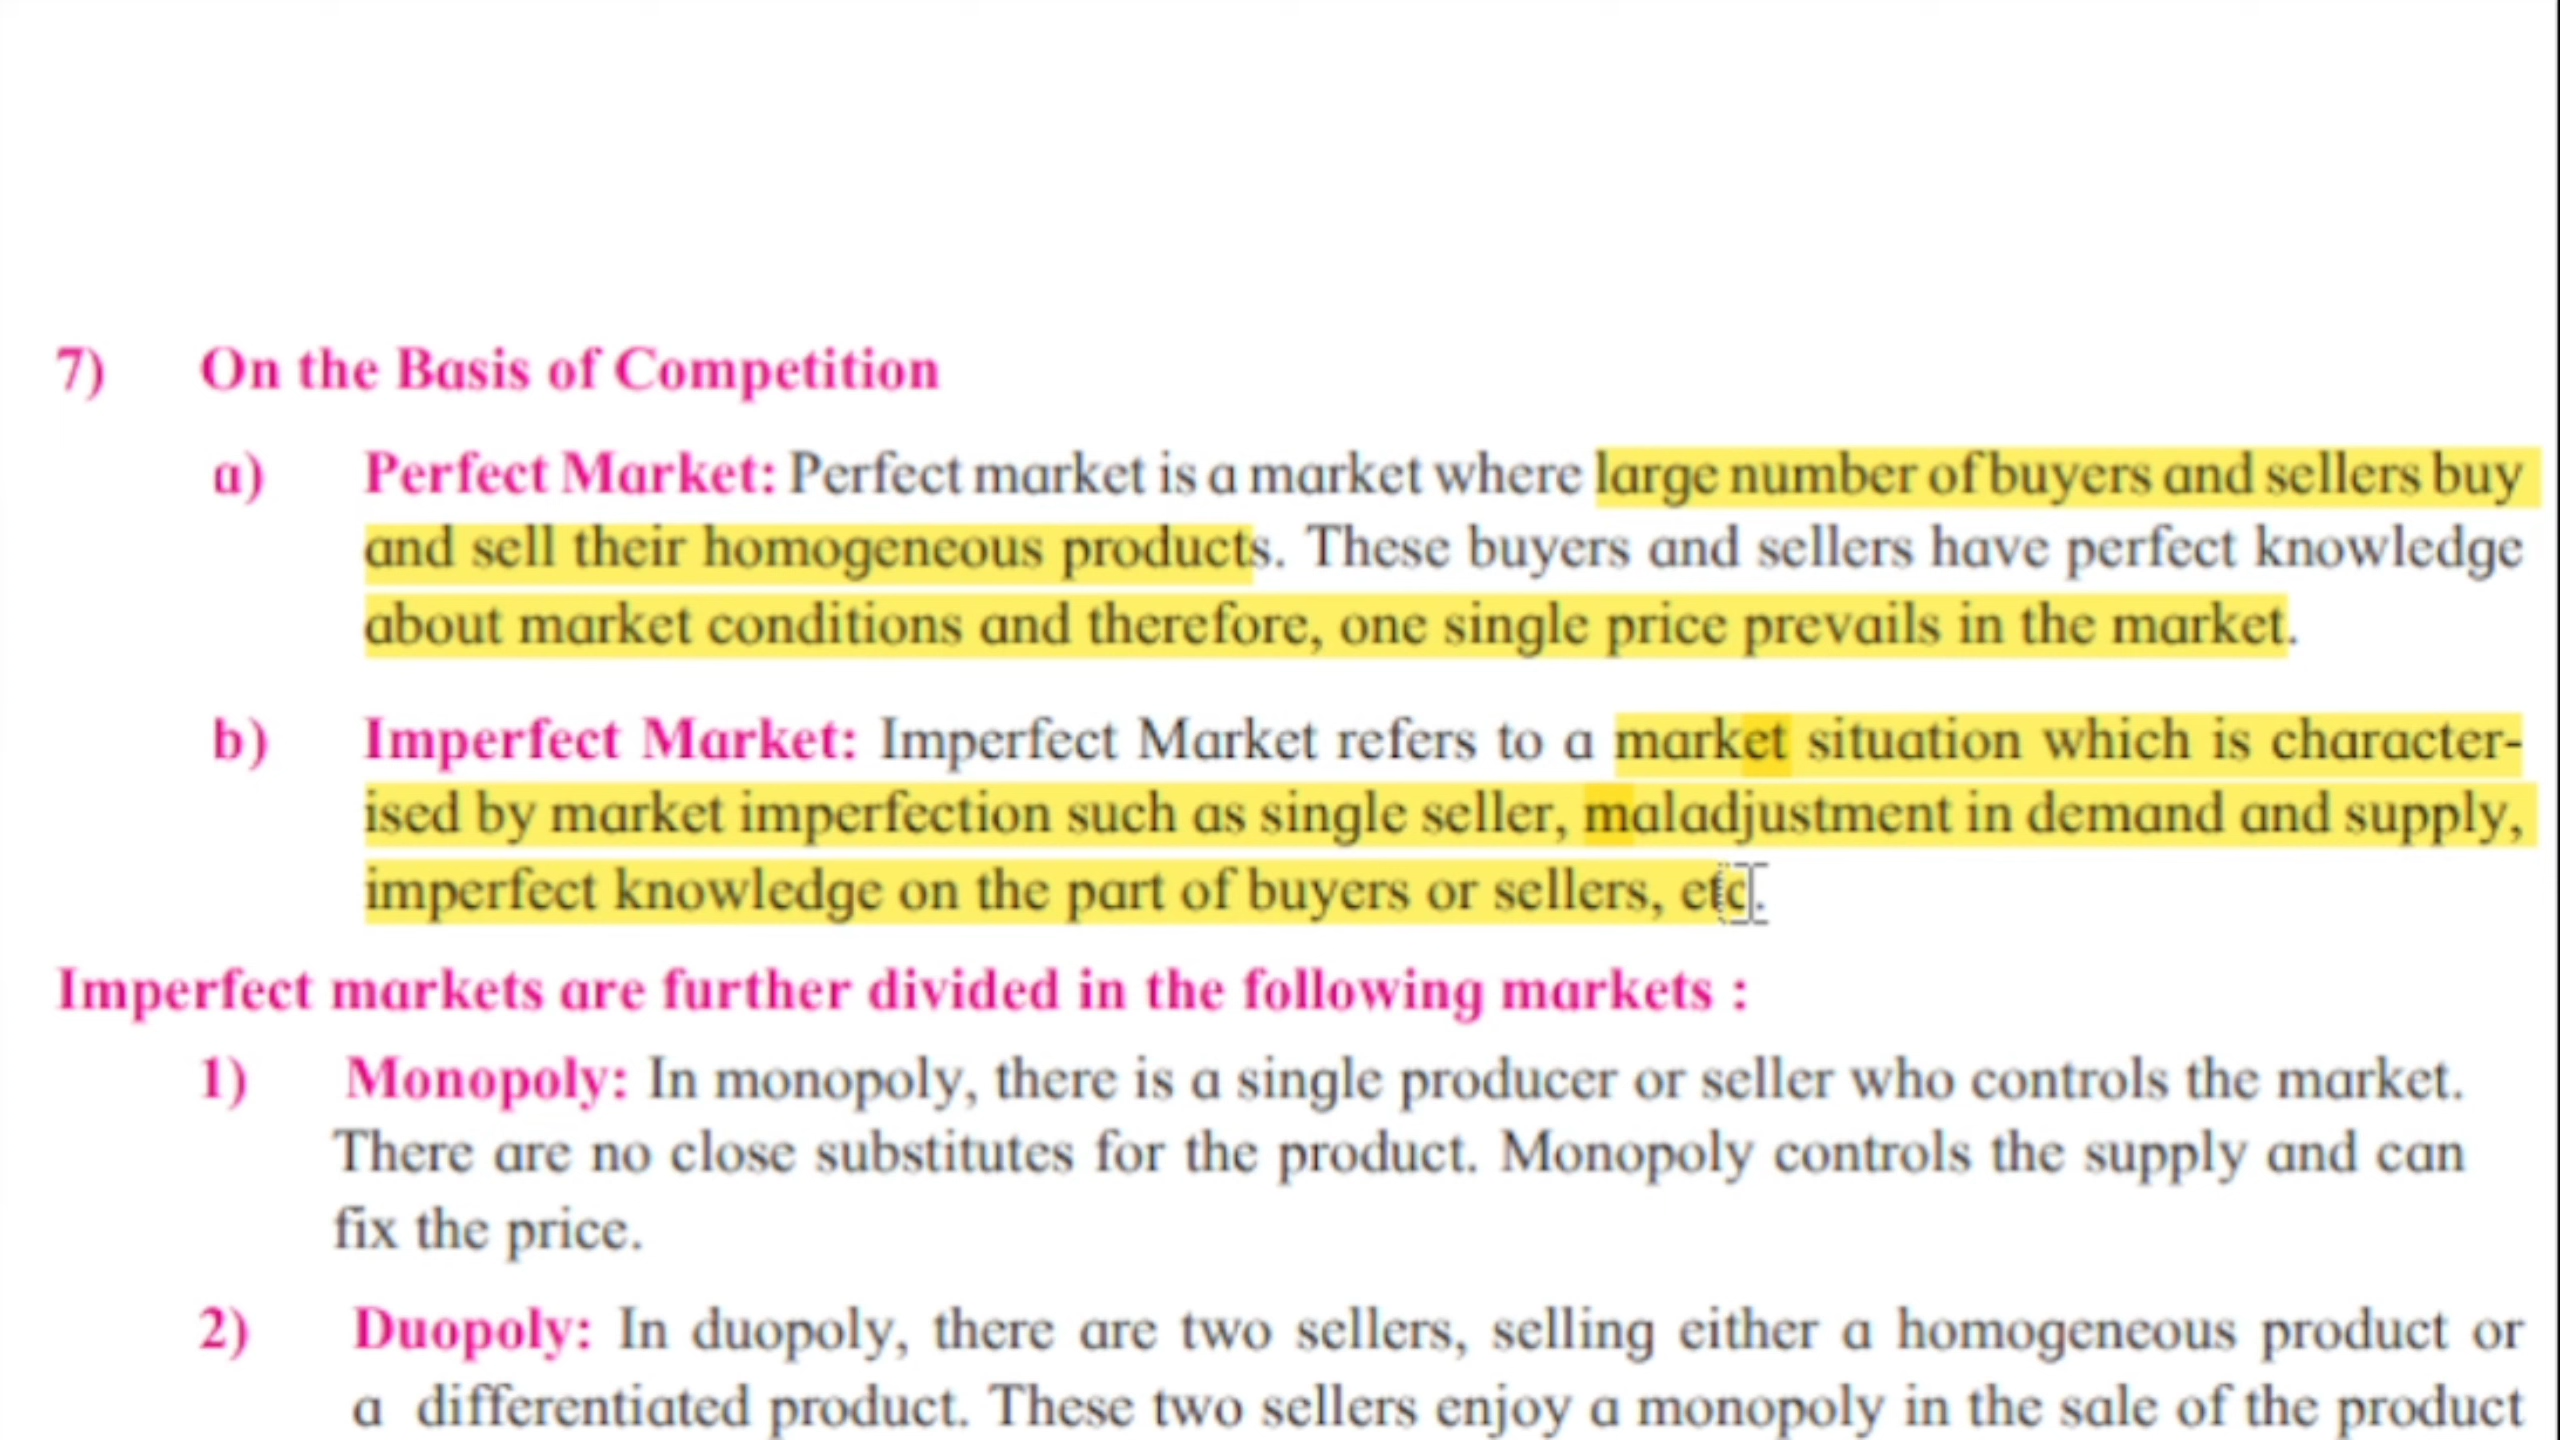 7) On the Basis of Competition
a) Perfect Market: Perfect market is a market where large number of buyers and sellers buy
and sell their homogeneous products. These buyers and sellers have perfect knowledge
about market conditions and therefore, one single price prevails in the market.
b) Imperfect Market: Imperfect Market refers to a market situation which is character-
ised by market imperfection such as single seller, maladjustment in demand and supply,
imperfect knowledge on the part of buyers or sellers, etc.
Imperfect markets are further divided in the following markets :
1) Monopoly: In monopoly, there is a single producer or seller who controls the market.
There are no close substitutes for the product. Monopoly controls the supply and can
fix the price.
2) Duopoly: In duopoly, there are two sellers, selling either a homogeneous product or
a differentiated product. These two sellers enjoy a monopoly in the sale of the product